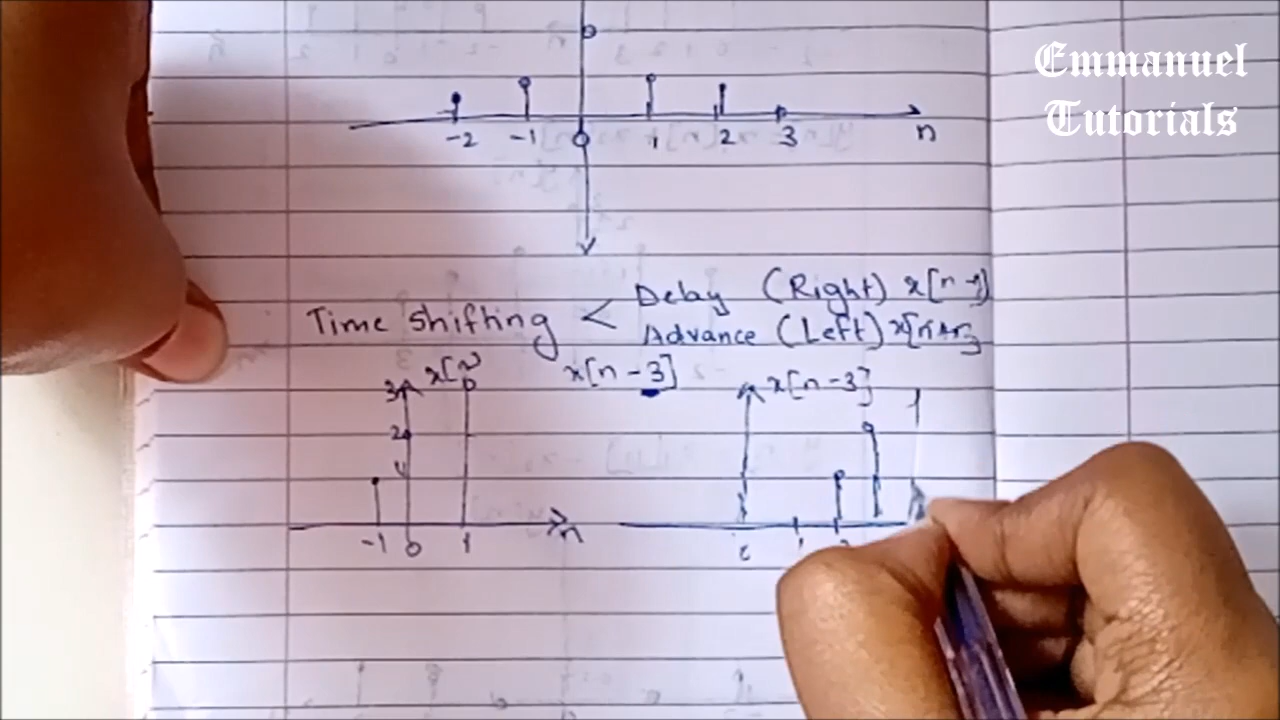 Emmanuel
Tutorials
-2 -1 0 1 2 3 n
Time Shifting < Delay (Right) x[n-1]
Advance (Left)
3 x[n x[n-3] x[n-3]
2
-1 0 1 n 1